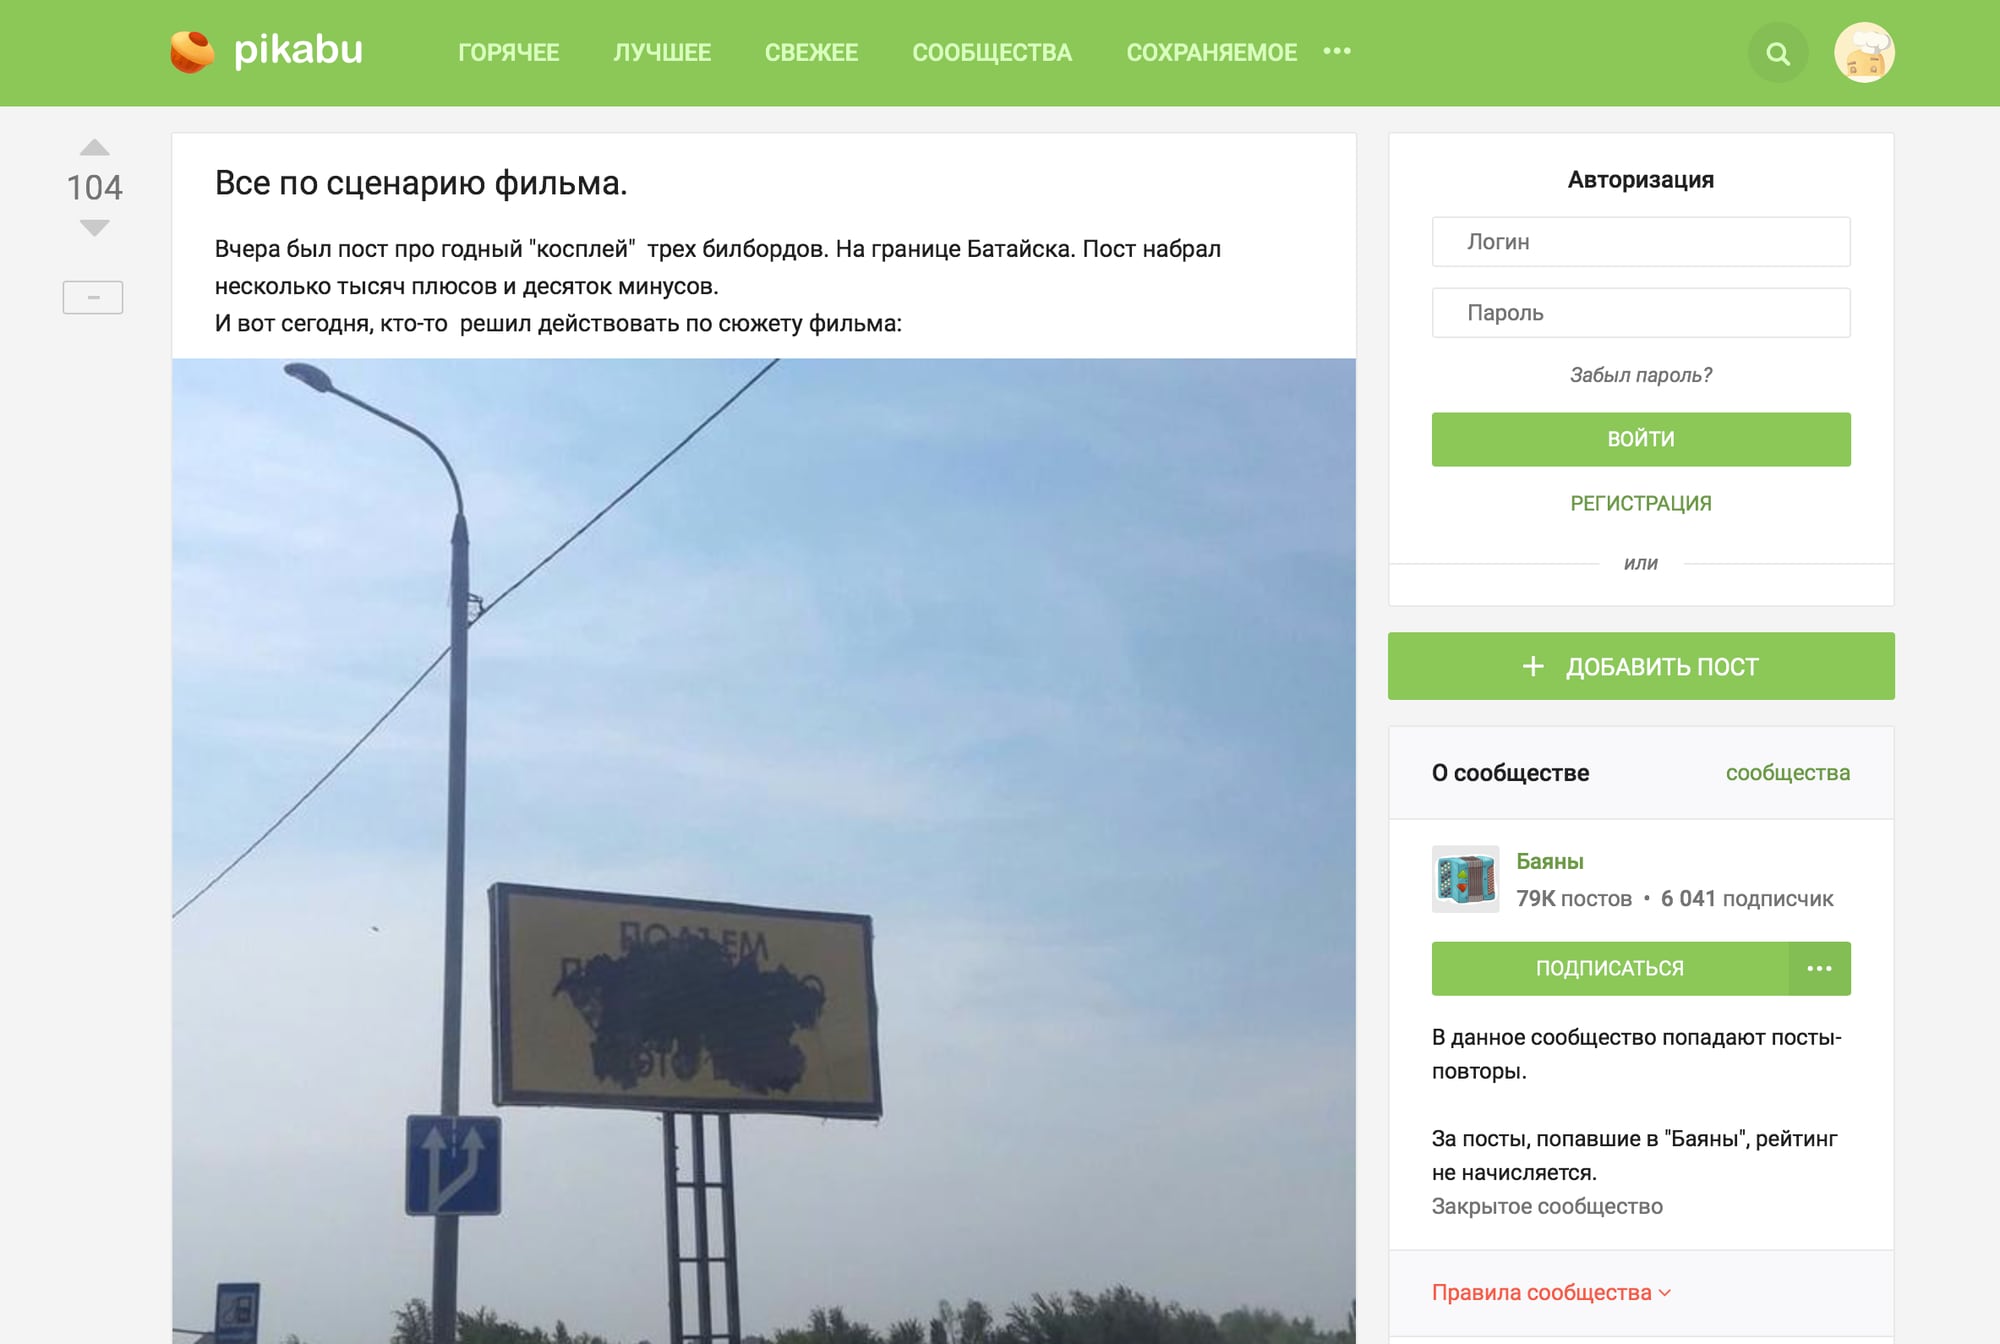 pikabu
ГОРЯЧЕЕ
ЛУЧШЕЕ
СВЕЖЕЕ
СООБЩЕСТВА
СОХРАНЯЕМОЕ
•••
104
Все по сценарию фильма.
Вчера был пост про годный "косплей"  трех билбордов. На границе Батайска. Пост набрал
несколько тысяч плюсов и десяток минусов.
И вот сегодня, кто-то  решил действовать по сюжету фильма:
Авторизация
Логин
Пароль
Забыл пароль?
ВОЙТИ
РЕГИСТРАЦИЯ
или
+ ДОБАВИТЬ ПОСТ
О сообществе
сообщества
Баяны
79K постов • 6 041 подписчик
ПОДПИСАТЬСЯ
•••
В данное сообщество попадают посты-
повторы.
За посты, попавшие в "Баяны", рейтинг
не начисляется.
Закрытое сообщество
Правила сообщества